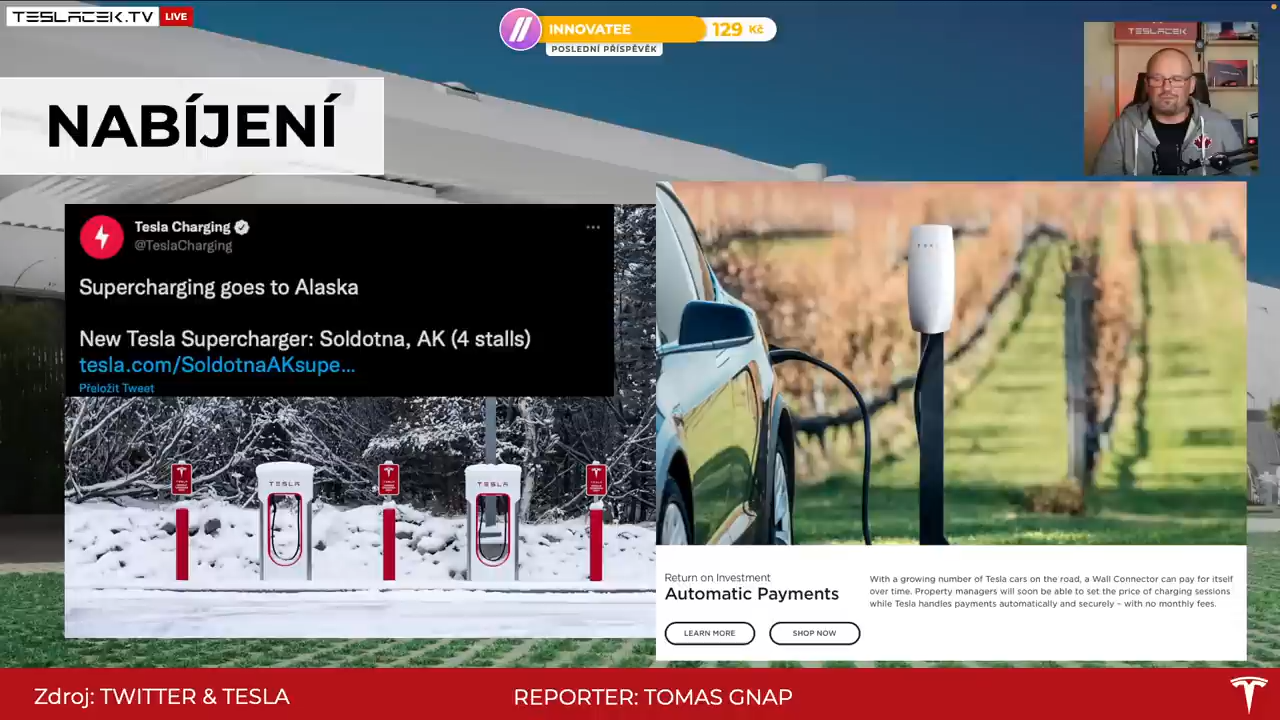 TESLACEK.TV LIVE
INNOVATEE 129 Kč
POSLEDNÍ PŘÍSPĚVEK
TESLACEK
NABÍJENÍ
Tesla Charging
@TeslaCharging
Supercharging goes to Alaska
New Tesla Supercharger: Soldotna, AK (4 stalls)
tesla.com/SoldotnaAKsupe...
Přeložit Tweet
TESLA
TESLA
TESLA
Return on Investment
Automatic Payments
LEARN MORE
SHOP NOW
With a growing number of Tesla cars on the road, a Wall Connector can pay for itself
over time. Property managers will soon be able to set the price of charging sessions
while Tesla handles payments automatically and securely – with no monthly fees.
Zdroj: TWITTER & TESLA
REPORTER: TOMAS GNAP